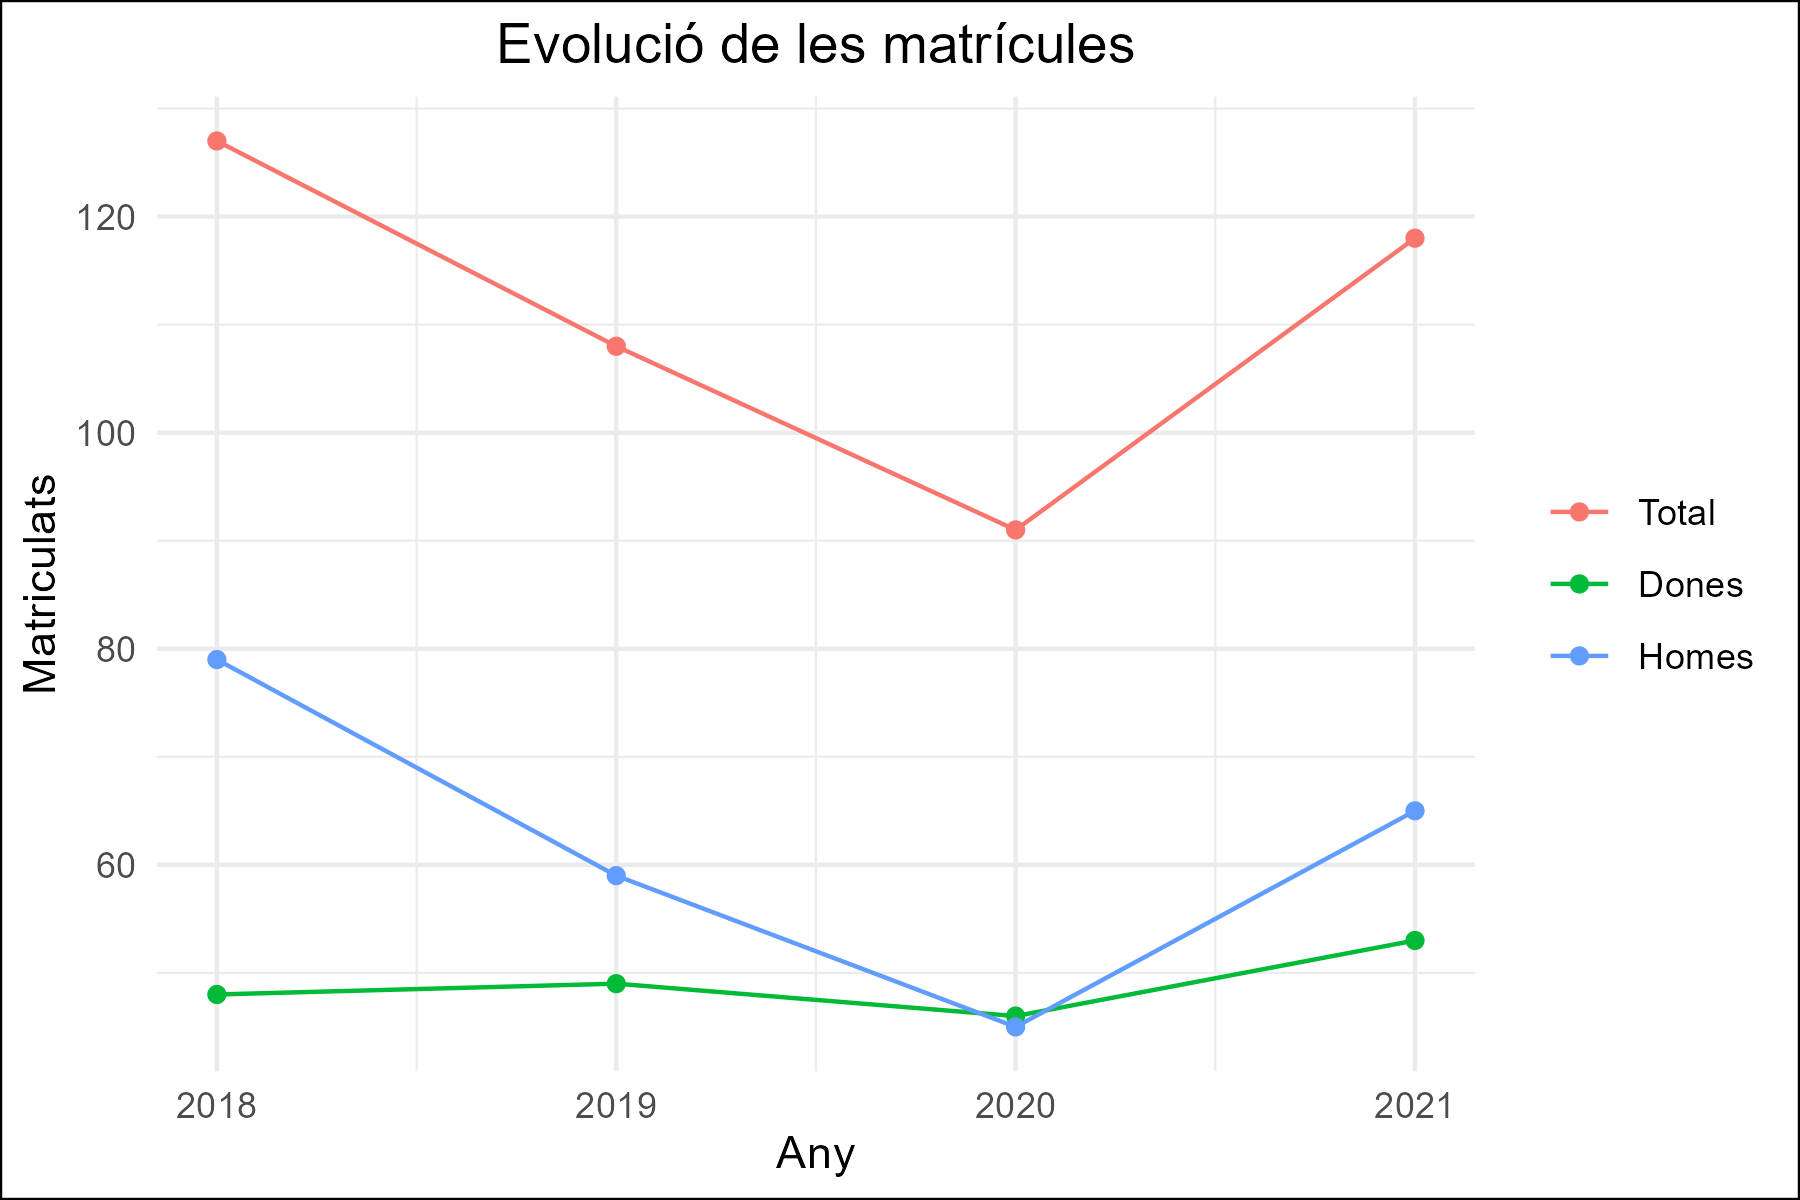 Evolució de les matrícules
120
100
80
60
Matriculats
2018 2019 2020 2021
Any
Total
Dones
Homes